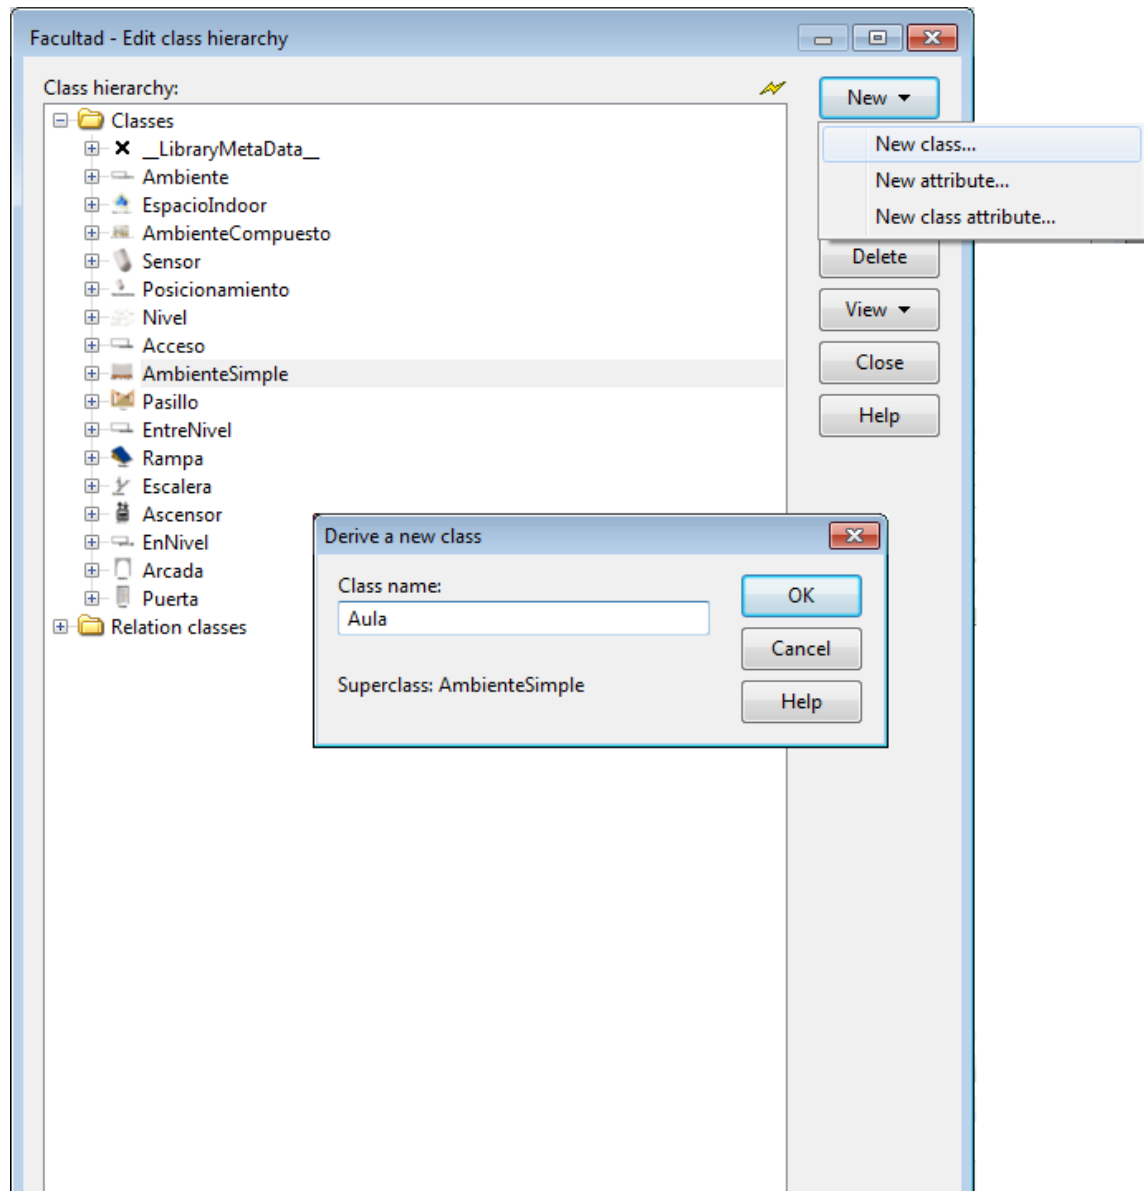 Facultad - Edit class hierarchy
Class hierarchy:
New
Classes
__LibraryMetaData__
New class...
Ambiente
New attribute...
EspacioIndoor
New class attribute...
AmbienteCompuesto
Sensor
Delete
Posicionamiento
Nivel
View
Acceso
AmbienteSimple
Close
Pasillo
EntreNivel
Help
Rampa
Escalera
Ascensor
EnNivel
Arcada
Puerta
Relation classes
Derive a new class
Class name:
OK
Aula
Cancel
Superclass: AmbienteSimple
Help